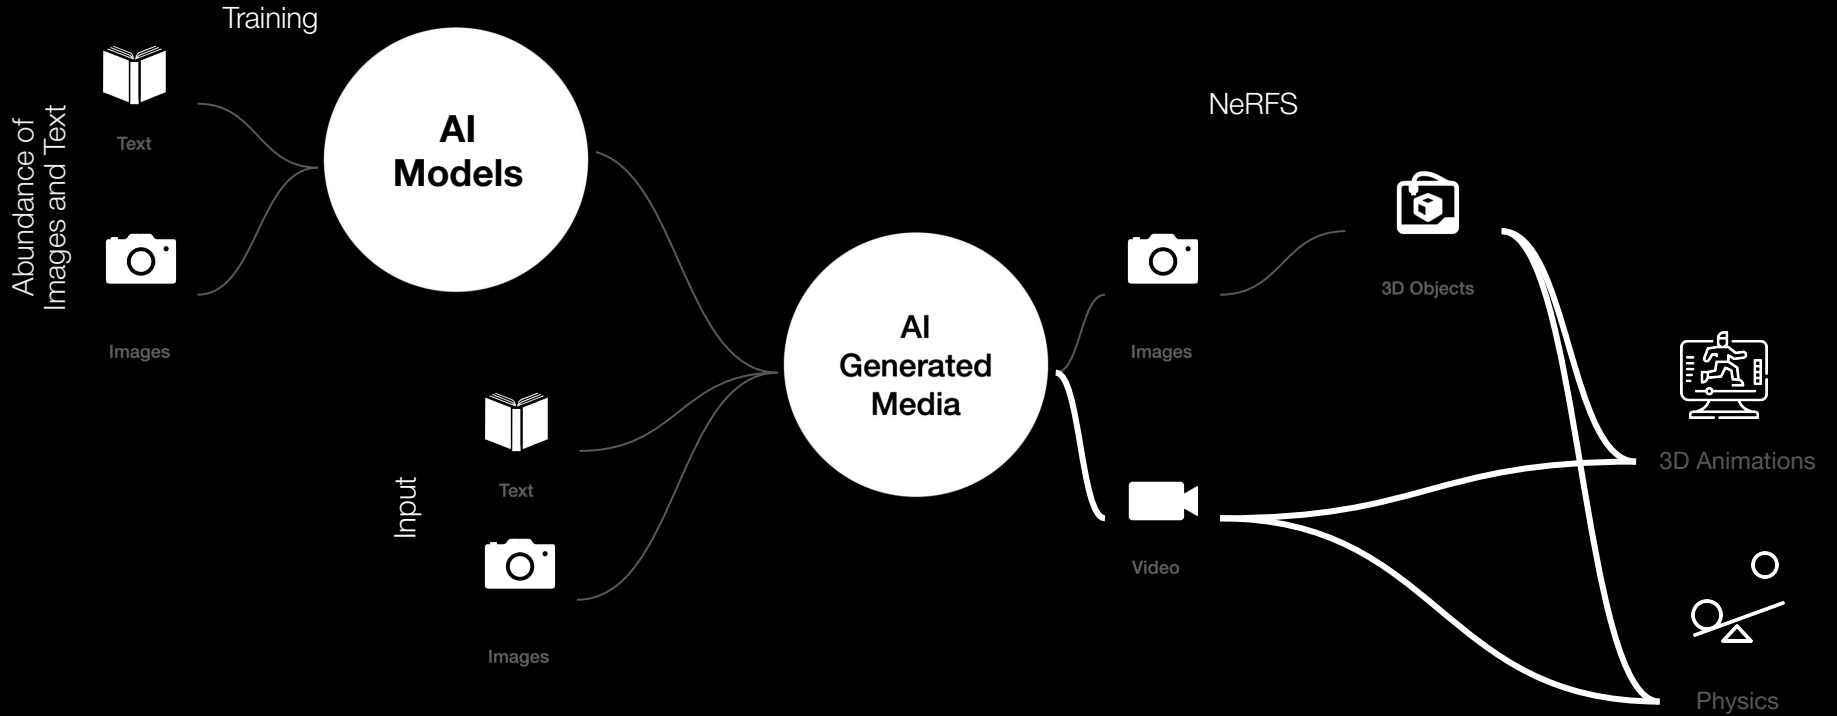 Training
Abundance of
Images and Text
Text
Images
AI
Models
Input
Text
Images
AI
Generated
Media
NeRFS
Images
3D Objects
Video
3D Animations
Physics